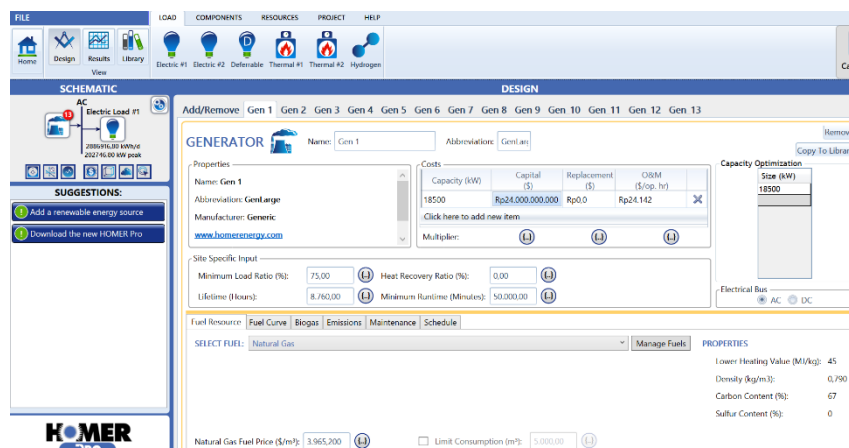 FILE LOAD COMPONENTS RESOURCES PROJECT HELP
Home Design Results Library Electric #1 Electric #2 Deferrable Thermal #1 Thermal #2 Hydrogen
View
Ca
SCHEMATIC
DESIGN
AC
Electric Load #1
13
2886916,00 kWh/d
202746.00 kW peak
SUGGESTIONS:
Add a renewable energy source
Download the new HOMER Pro
HOMER
Add/Remove Gen 1 Gen 2 Gen 3 Gen 4 Gen 5 Gen 6 Gen 7 Gen 8 Gen 9 Gen 10 Gen 11 Gen 12 Gen 13
GENERATOR Name: Gen 1 Abbreviation: GenLarg
Remov
Copy To Librar
Properties
Name: Gen 1
Abbreviation: GenLarge
Manufacturer: Generic
www.homerenergy.com
Costs
Capacity (kW) Capital ($) Replacement ($) O&M ($/op. hr)
18500 Rp24.000.000.000 Rp0,0 Rp24.142
Click here to add new item
Multiplier: (..) (..) (..)
Capacity Optimization
Size (kW)
18500
Electrical Bus
AC DC
Site Specific Input
Minimum Load Ratio (%): 75,00 (..) Heat Recovery Ratio (%): 0,00 (..)
Lifetime (Hours): 8.760,00 (..) Minimum Runtime (Minutes): 50.000,00 (..)
Fuel Resource Fuel Curve Biogas Emissions Maintenance Schedule
SELECT FUEL: Natural Gas Manage Fuels
PROPERTIES
Lower Heating Value (MJ/kg): 45
Density (kg/m3): 0,790
Carbon Content (%): 67
Sulfur Content (%): 0
Natural Gas Fuel Price ($/m³): 3.965,200 (..) Limit Consumption (m³): 5.000,00 (..)